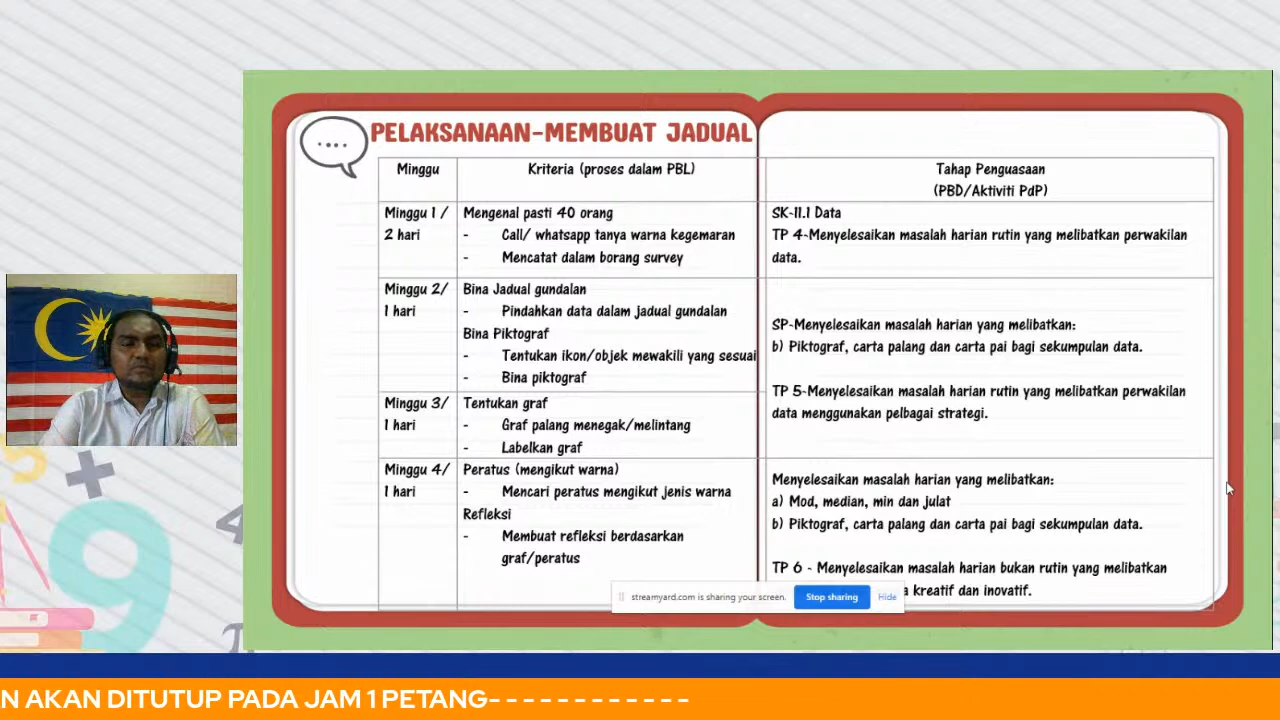 PELAKSANAAN-MEMBUAT JADUAL
Minggu
Kriteria (proses dalam PBL)
Tahap Penguasaan
(PBD/Aktiviti PdP)
Minggu 1 /
2 hari
Mengenal pasti 40 orang
- Call/ whatsapp tanya warna kegemaran
- Mencatat dalam borang survey
SK-11.1 Data
TP 4-Menyelesaikan masalah harian rutin yang melibatkan perwakilan
data.
Minggu 2/
1 hari
Bina Jadual gundalan
- Pindahkan data dalam jadual gundalan
Bina Piktograf
- Tentukan ikon/objek mewakili yang sesuai
- Bina piktograf
SP-Menyelesaikan masalah harian yang melibatkan:
b) Piktograf, carta palang dan carta pai bagi sekumpulan data.
TP 5-Menyelesaikan masalah harian rutin yang melibatkan perwakilan
data menggunakan pelbagai strategi.
Minggu 3/
1 hari
Tentukan graf
- Graf palang menegak/melintang
- Labelkan graf
Minggu 4/
1 hari
Peratus (mengikut warna)
- Mencari peratus mengikut jenis warna
Refleksi
- Membuat refleksi berdasarkan
graf/peratus
Menyelesaikan masalah harian yang melibatkan:
a) Mod, median, min dan julat
b) Piktograf, carta palang dan carta pai bagi sekumpulan data.
TP 6 - Menyelesaikan masalah harian bukan rutin yang melibatkan
a kreatif dan inovatif.
streamyard.com is sharing your screen.
Stop sharing
Hide
N AKAN DITUTUP PADA JAM 1 PETANG- - - - - - - - - - - -